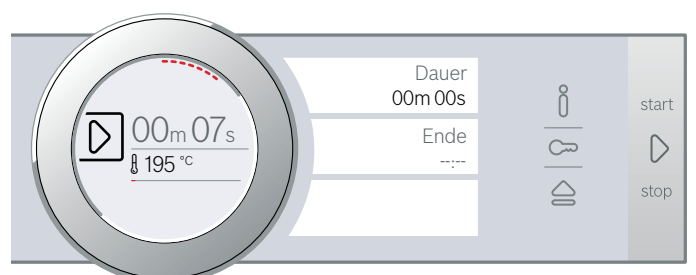 00m 07s
195 °C
Dauer
00m 00s
Ende
--:--
start
stop